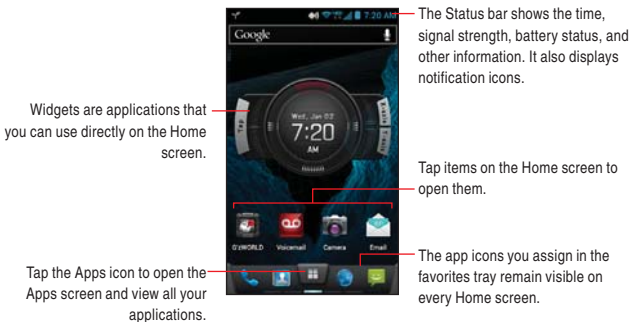 7:20 AM
Google
The Status bar shows the time,
signal strength, battery status, and
other information. It also displays
notification icons.
Widgets are applications that
you can use directly on the Home
screen.
Tap
Wed, Jan 02
7:20
AM
Tap items on the Home screen to
open them.
G'zWORLD Voicemail Camera Email
The app icons you assign in the
favorites tray remain visible on
every Home screen.
Tap the Apps icon to open the
Apps screen and view all your
applications.